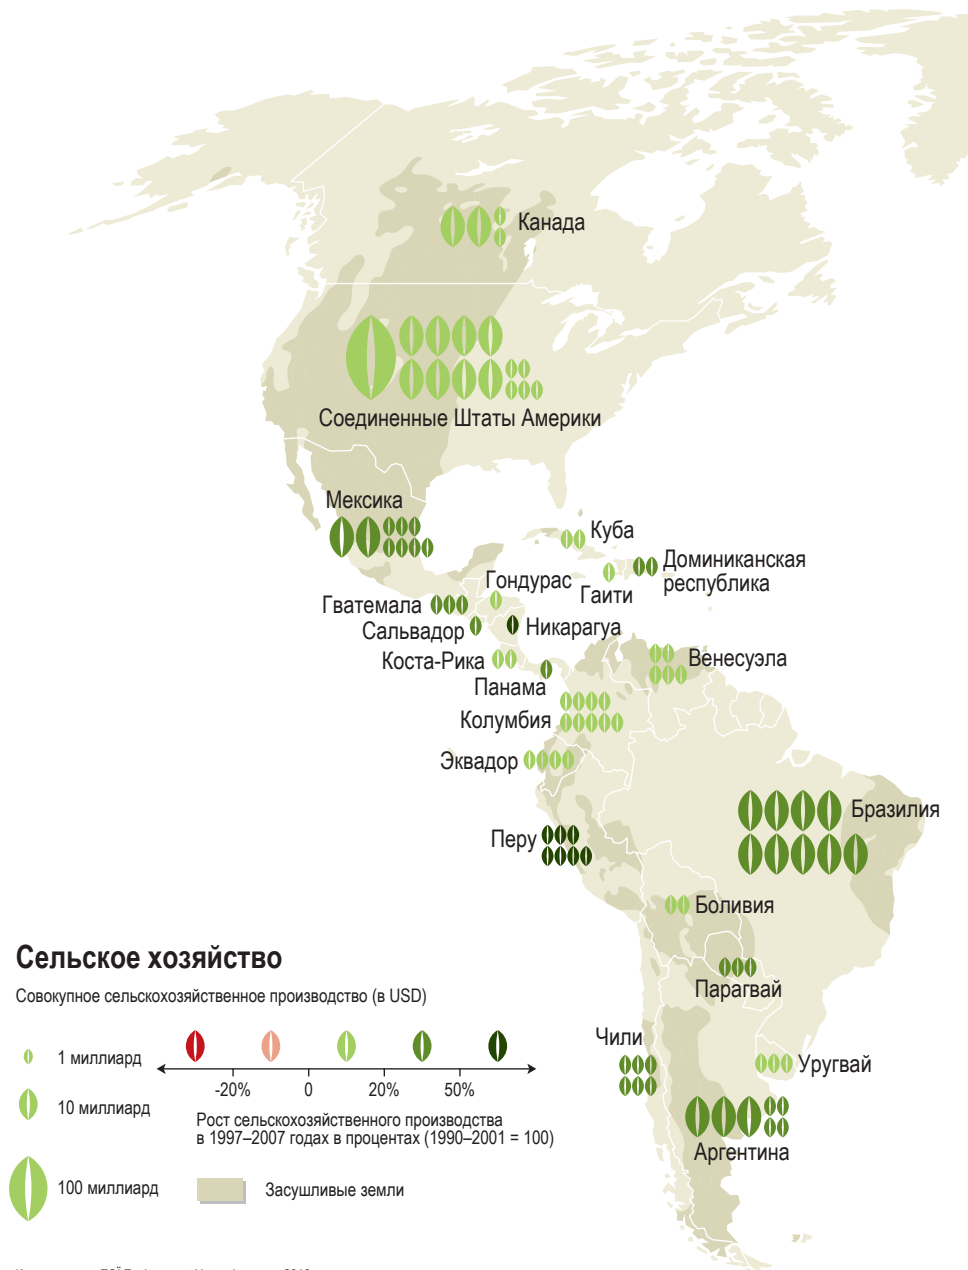 Канада
Соединенные Штаты Америки
Мексика
Куба
Доминиканская
республика
Гондурас
Гаити
Гватемала
Сальвадор
Никарагуа
Коста-Рика
Венесуэла
Панама
Колумбия
Эквадор
Бразилия
Перу
Боливия
Сельское хозяйство
Совокупное сельскохозяйственное производство (в USD)
Парагвай
Чили
Уругвай
1 миллиард
10 миллиард
100 миллиард
-20% 0 20% 50%
Рост сельскохозяйственного производства
в 1997–2007 годах в процентах (1990–2001 = 100)
Аргентина
Засушливые земли